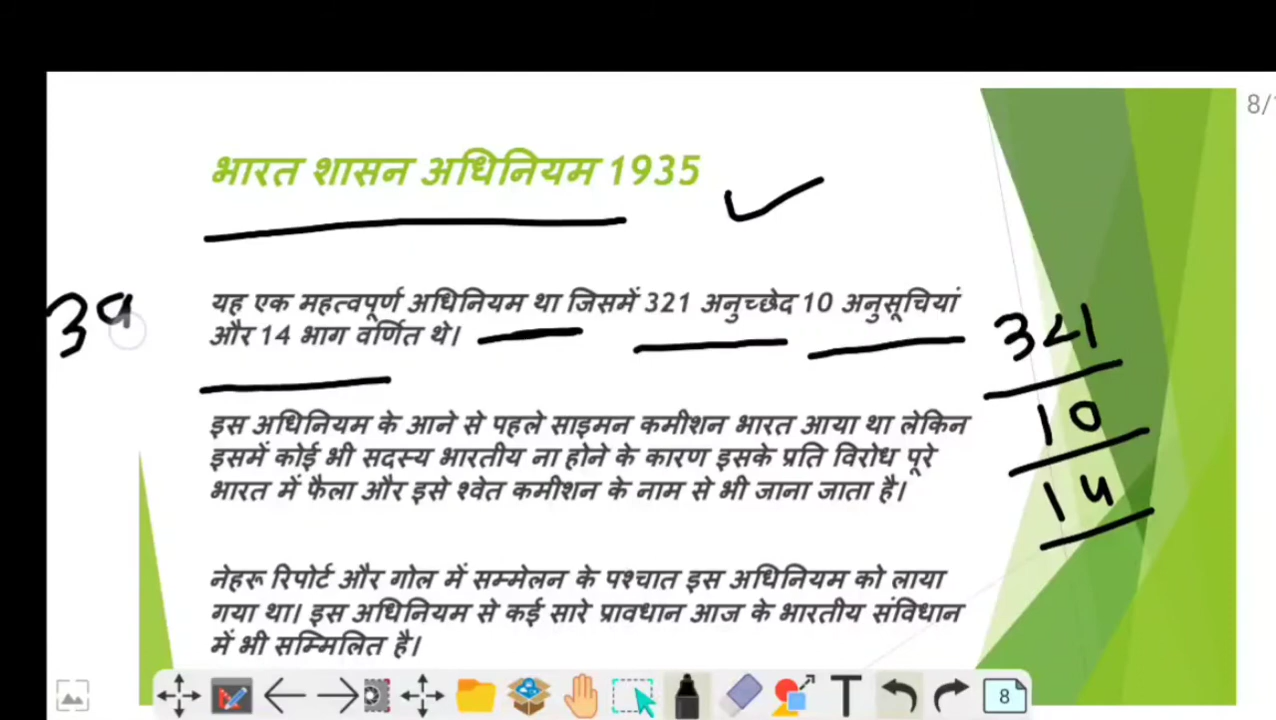 8/
भारत शासन अधिनियम 1935
यह एक महत्वपूर्ण अधिनियम था जिसमें 321 अनुच्छेद 10 अनुसूचियां
और 14 भाग वर्णित थे।
39
321
10
14
इस अधिनियम के आने से पहले साइमन कमीशन भारत आया था लेकिन
इसमें कोई भी सदस्य भारतीय ना होने के कारण इसके प्रति विरोध पूरे
भारत में फैला और इसे श्वेत कमीशन के नाम से भी जाना जाता है।
नेहरू रिपोर्ट और गोल में सम्मेलन के पश्चात इस अधिनियम को लाया
गया था। इस अधिनियम से कई सारे प्रावधान आज के भारतीय संविधान
में भी सम्मिलित है।
T
8